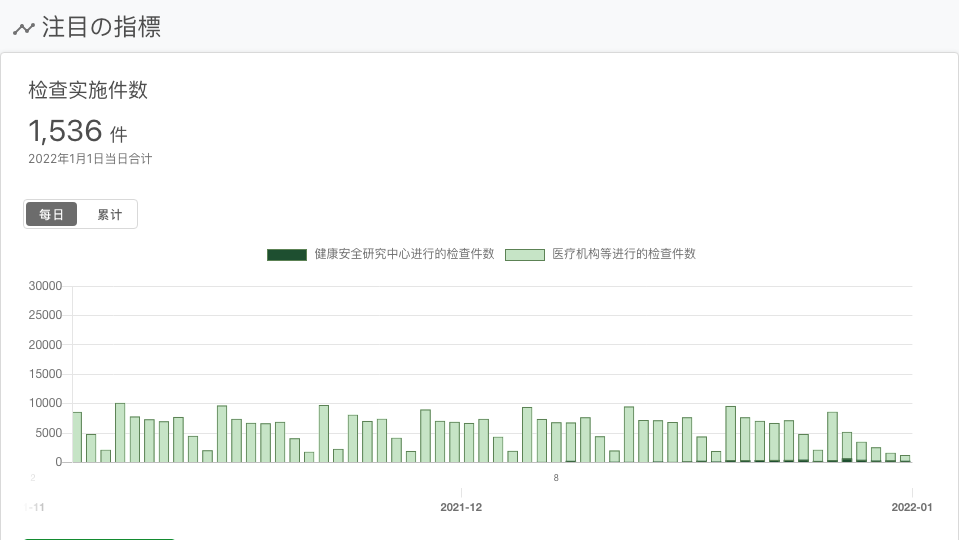 注目の指標
检查实施件数
1,536 件
2022年1月1日当日合计
每日 累计
健康安全研究中心进行的检查件数 医疗机构等进行的检查件数
30000
25000
20000
15000
10000
5000
0
2 8
-11 2021-12 2022-01